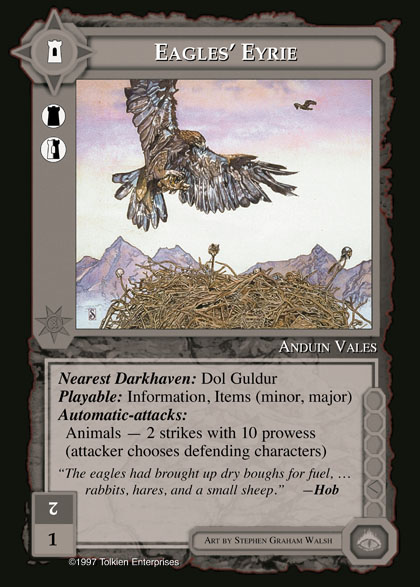 EAGLES' EYRIE
S
ANDUIN VALES
Nearest Darkhaven: Dol Guldur
Playable: Information, Items (minor, major)
Automatic-attacks:
Animals — 2 strikes with 10 prowess
(attacker chooses defending characters)
“The eagles had brought up dry boughs for fuel, …
rabbits, hares, and a small sheep.” —Hob
2
1
ART BY STEPHEN GRAHAM WALSH
©1997 Tolkien Enterprises